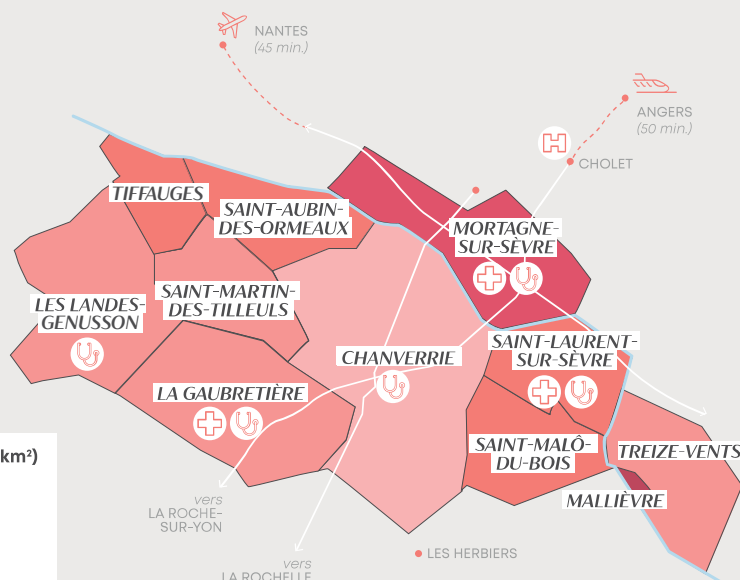 NANTES
(45 min.)
ANGERS
(50 min.)
H
CHOLET
TIFFAUGES
SAINT-AUBIN-
DES-ORMEAUX
MORTAGNE-
SUR-SÈVRE
LES LANDES-
GENUSSON
SAINT-MARTIN-
DES-TILLEULS
CHANVERRIE
SAINT-LAURENT-
SUR-SÈVRE
LA GAUBRETIÈRE
SAINT-MALÔ-
DU-BOIS
TREIZE-VENTS
MALLIÈVRE
km²)
vers
LA ROCHE-
SUR-YON
vers
LA ROCHELLE
LES HERBIERS